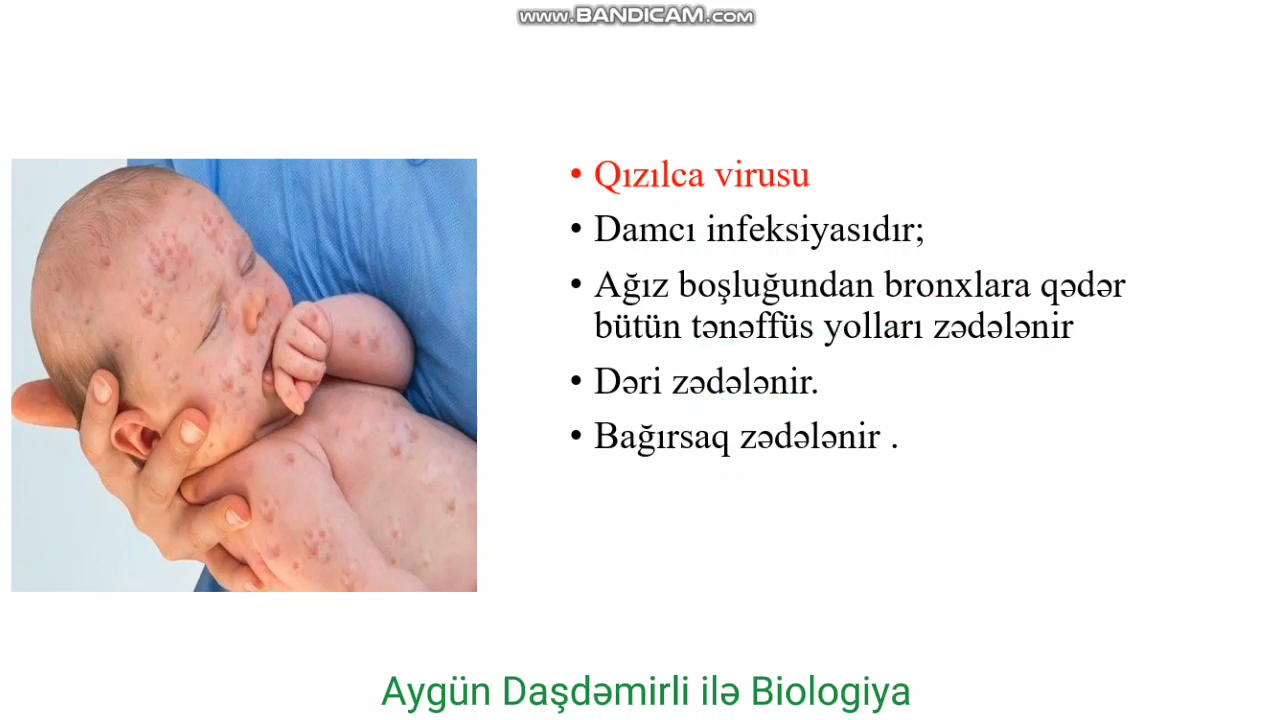 www.BANDICAM.com
• Qızılca virusu
• Damcı infeksiyasıdır;
• Ağız boşluğundan bronxlara qədər
bütün tənəffüs yolları zədələnir
• Dəri zədələnir.
• Bağırsaq zədələnir .
Aygün Daşdəmirli ilə Biologiya